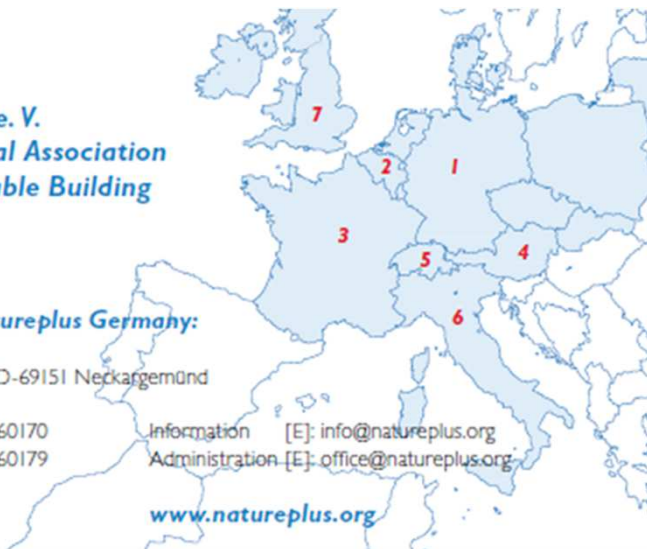 e. V.
al Association
able Building
7
2
1
3
5
4
6
ureplus Germany:
D-69151 Neckargemünd
60170 Information [E]: info@natureplus.org
60179 Administration [E]: office@natureplus.org
www.natureplus.org